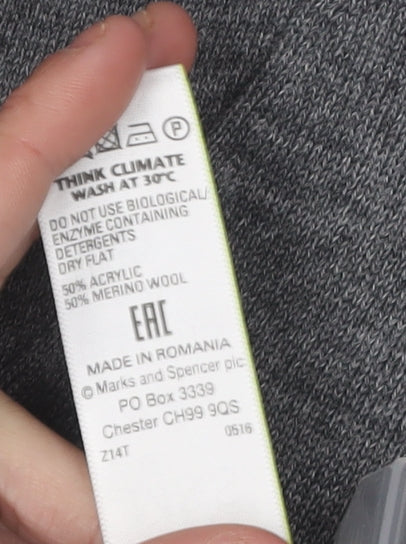 P
THINK CLIMATE
WASH AT 30°C
DO NOT USE BIOLOGICAL/
ENZYME CONTAINING
DETERGENTS
DRY FLAT
50% ACRYLIC
50% MERINO WOOL
EAC
MADE IN ROMANIA
© Marks and Spencer plc
PO Box 3339
Chester CH99 9QS
Z14T 0516